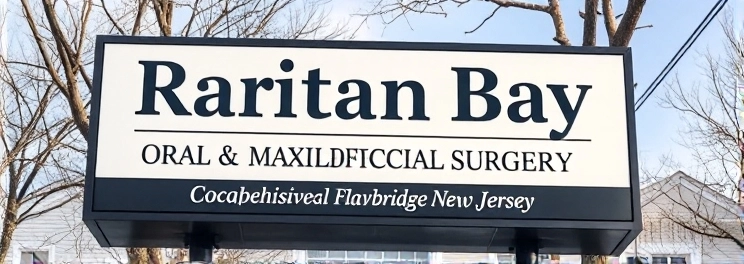 Raritan Bay
ORAL & MAXILDFICCIAL SURGERY
Cocabehisiveal Flavbridge New Jersey